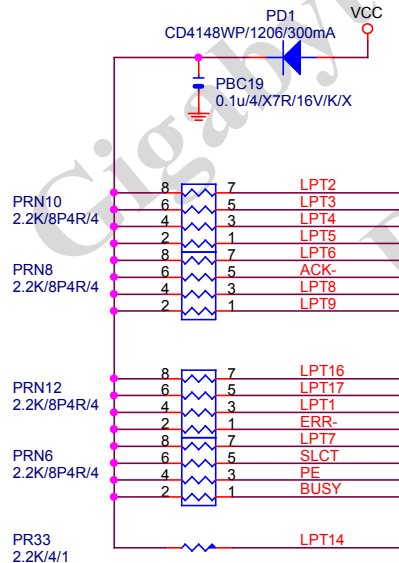 PD1
VCC
CD4148WP/1206/300mA
PBC19
0.1u/4/X7R/16V/K/X
Gigabyt
8 7 LPT2
PRN10 6 5 LPT3
2.2K/8P4R/4 4 3 LPT4
2 1 LPT5
8 7 LPT6
PRN8 6 5 ACK-
2.2K/8P4R/4 4 3 LPT8
2 1 LPT9
8 7 LPT16
PRN12 6 5 LPT17
2.2K/8P4R/4 4 3 LPT1
2 1 ERR-
8 7 LPT7
PRN6 6 5 SLCT
2.2K/8P4R/4 4 3 PE
2 1 BUSY
PR33 LPT14
2.2K/4/1